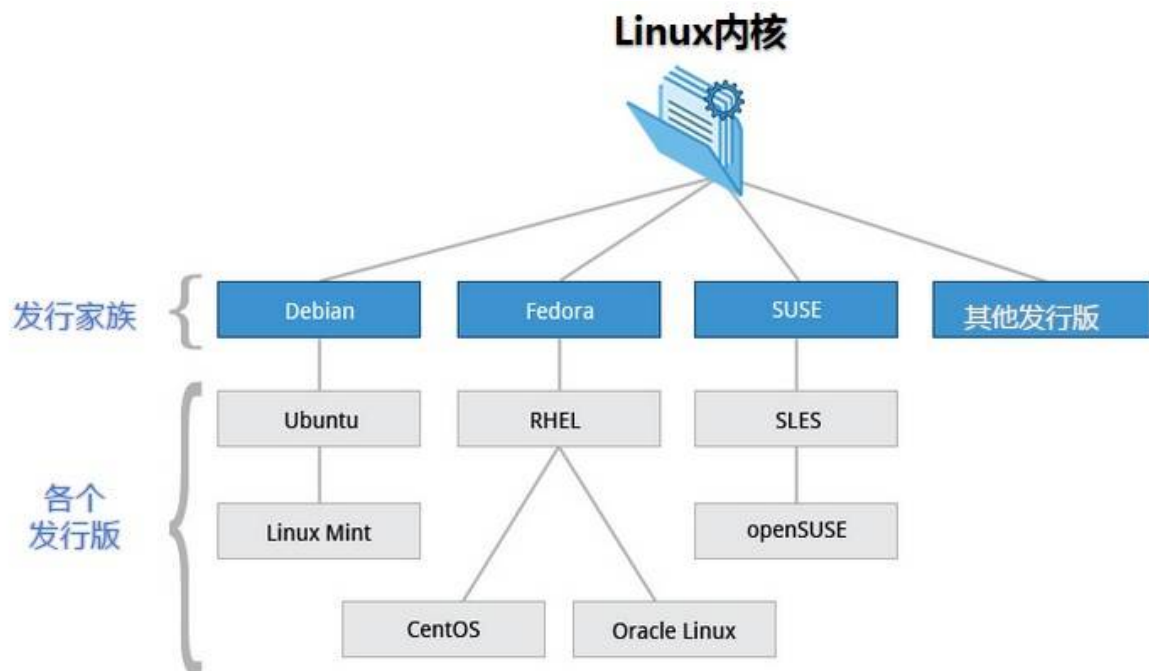 Linux内核
发行家族
Debian
Fedora
SUSE
其他发行版
Ubuntu
RHEL
SLES
各个
发行版
Linux Mint
openSUSE
CentOS
Oracle Linux